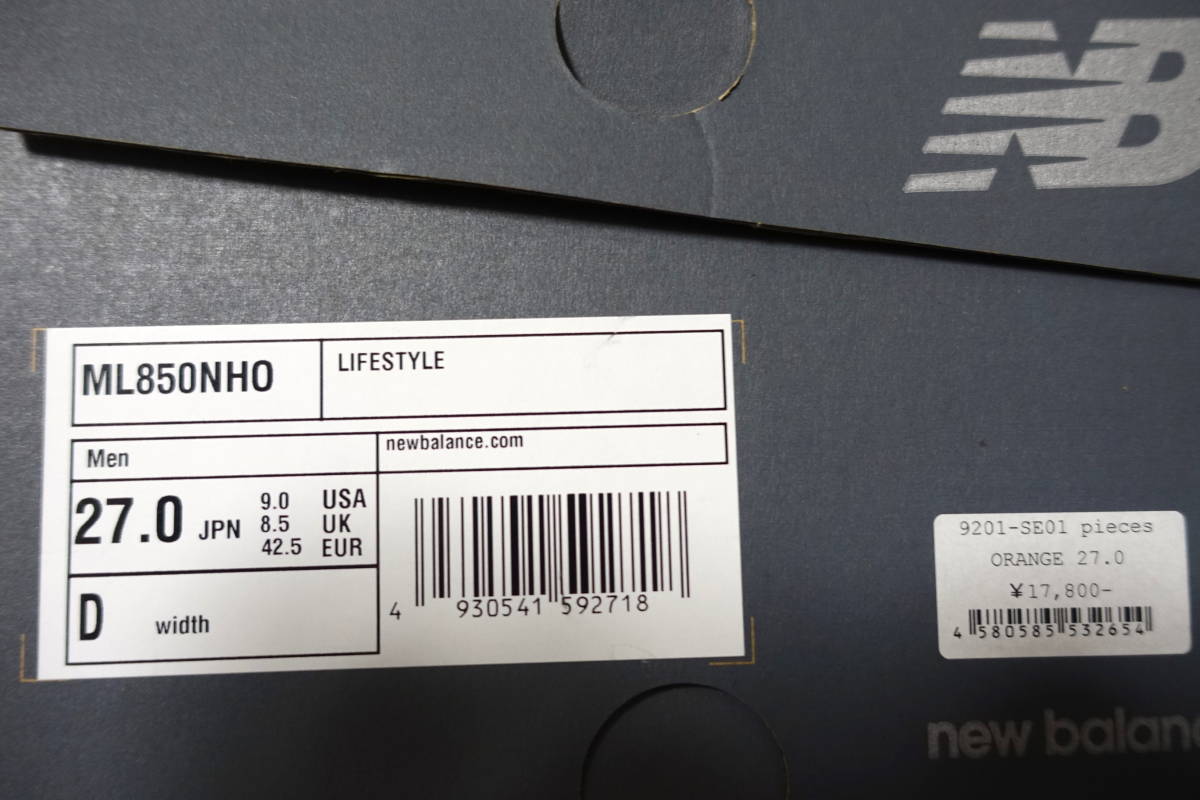 NB
ML850NHO
LIFESTYLE
Men
newbalance.com
27.0 JPN
9.0 USA
8.5 UK
42.5 EUR
D width
4 930541 592718
9201-SE01 pieces
ORANGE 27.0
¥17,800-
4 580585 532654
new balan